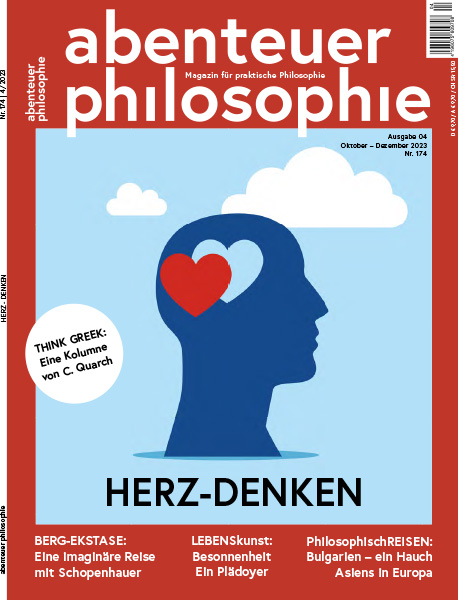 abenteuer
philosophie
Magazin für praktische Philosophie
Ausgabe 04
Oktober – Dezember 2023
Nr. 174
THINK GREEK:
Eine Kolumne
von C. Quarch
HERZ-DENKEN
BERG-EKSTASE:
Eine imaginäre Reise
mit Schopenhauer
LEBENSkunst:
Besonnenheit
Ein Plädoyer
PhilosophischREISEN:
Bulgarien – ein Hauch
Asiens in Europa
abenteuer
philosophie
Nr. 174 | 4/2023
HERZ - DENKEN
abenteuer philosophie
04